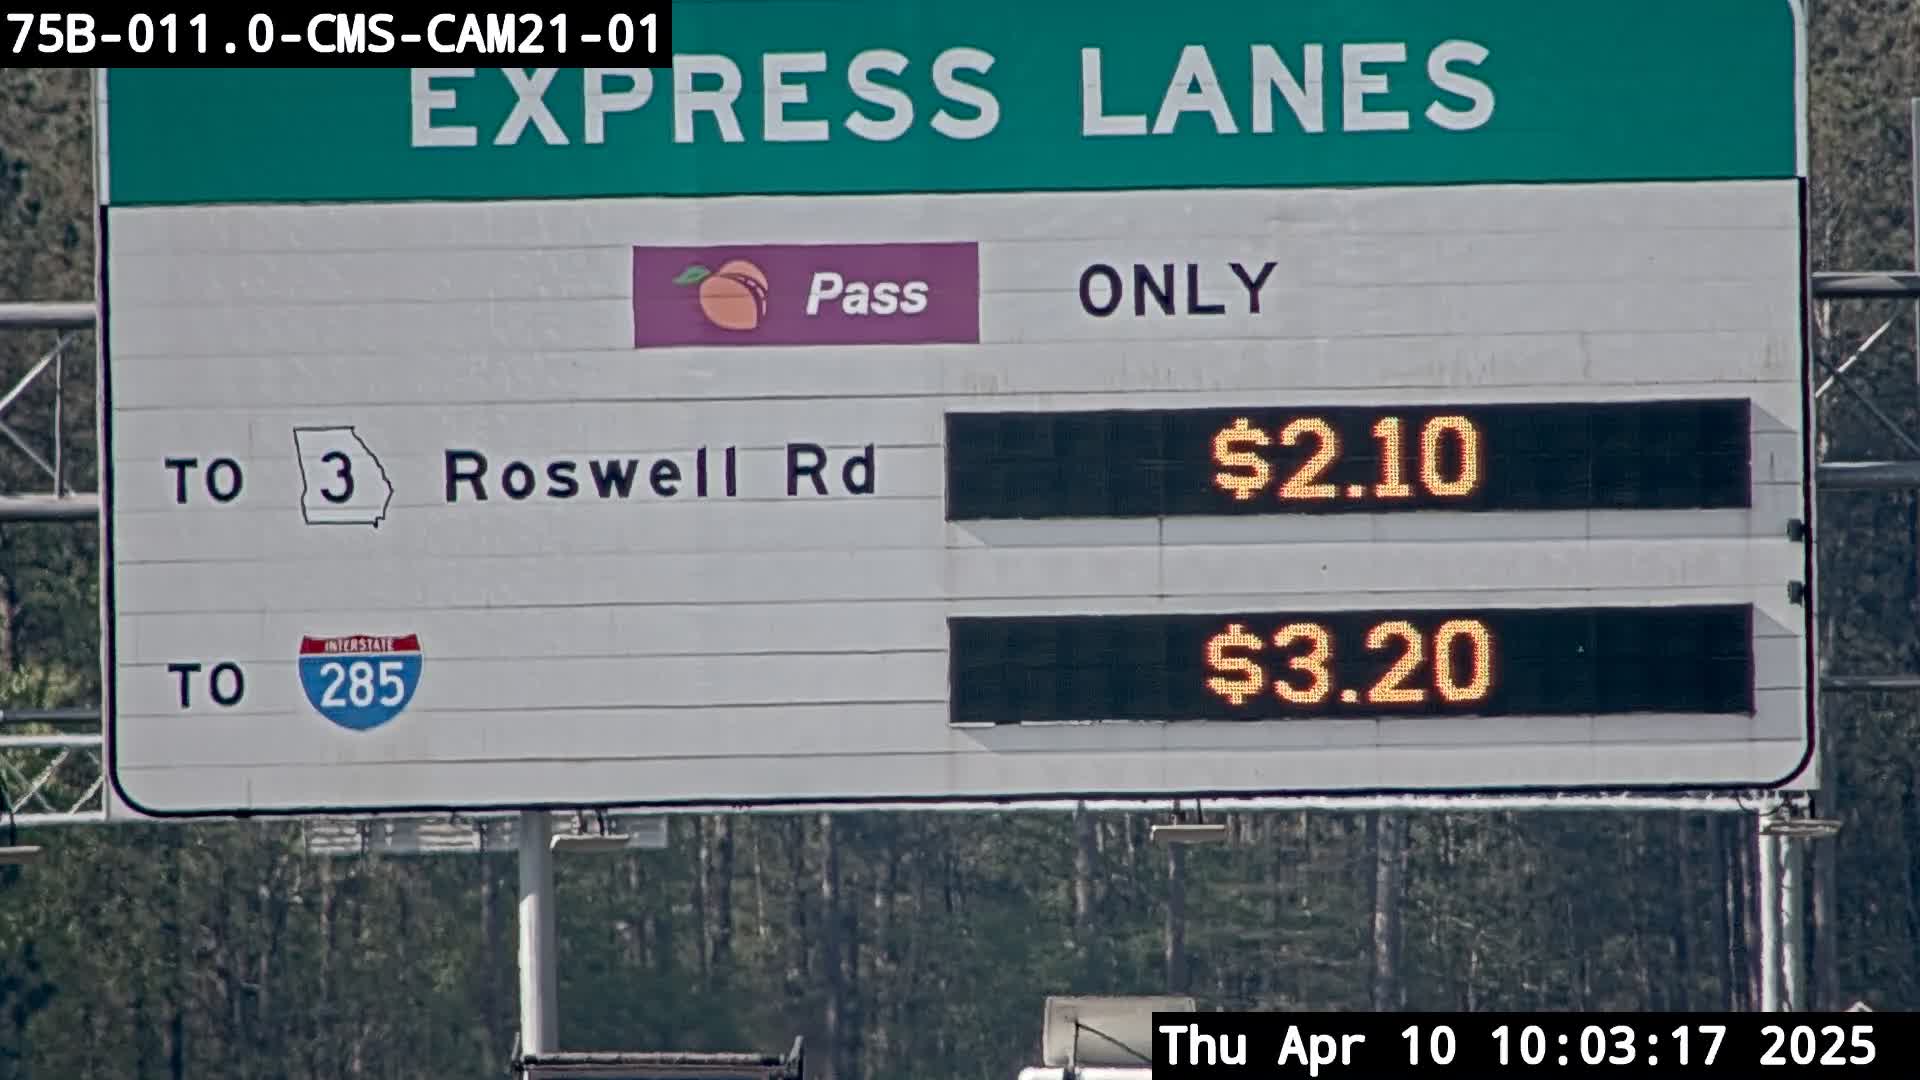 75B-011.0-CMS-CAM21-01
EXPRESS LANES
Pass ONLY
TO 3 Roswell Rd $2.10
TO INTERSTATE 285 $3.20
Thu Apr 10 10:03:17 2025